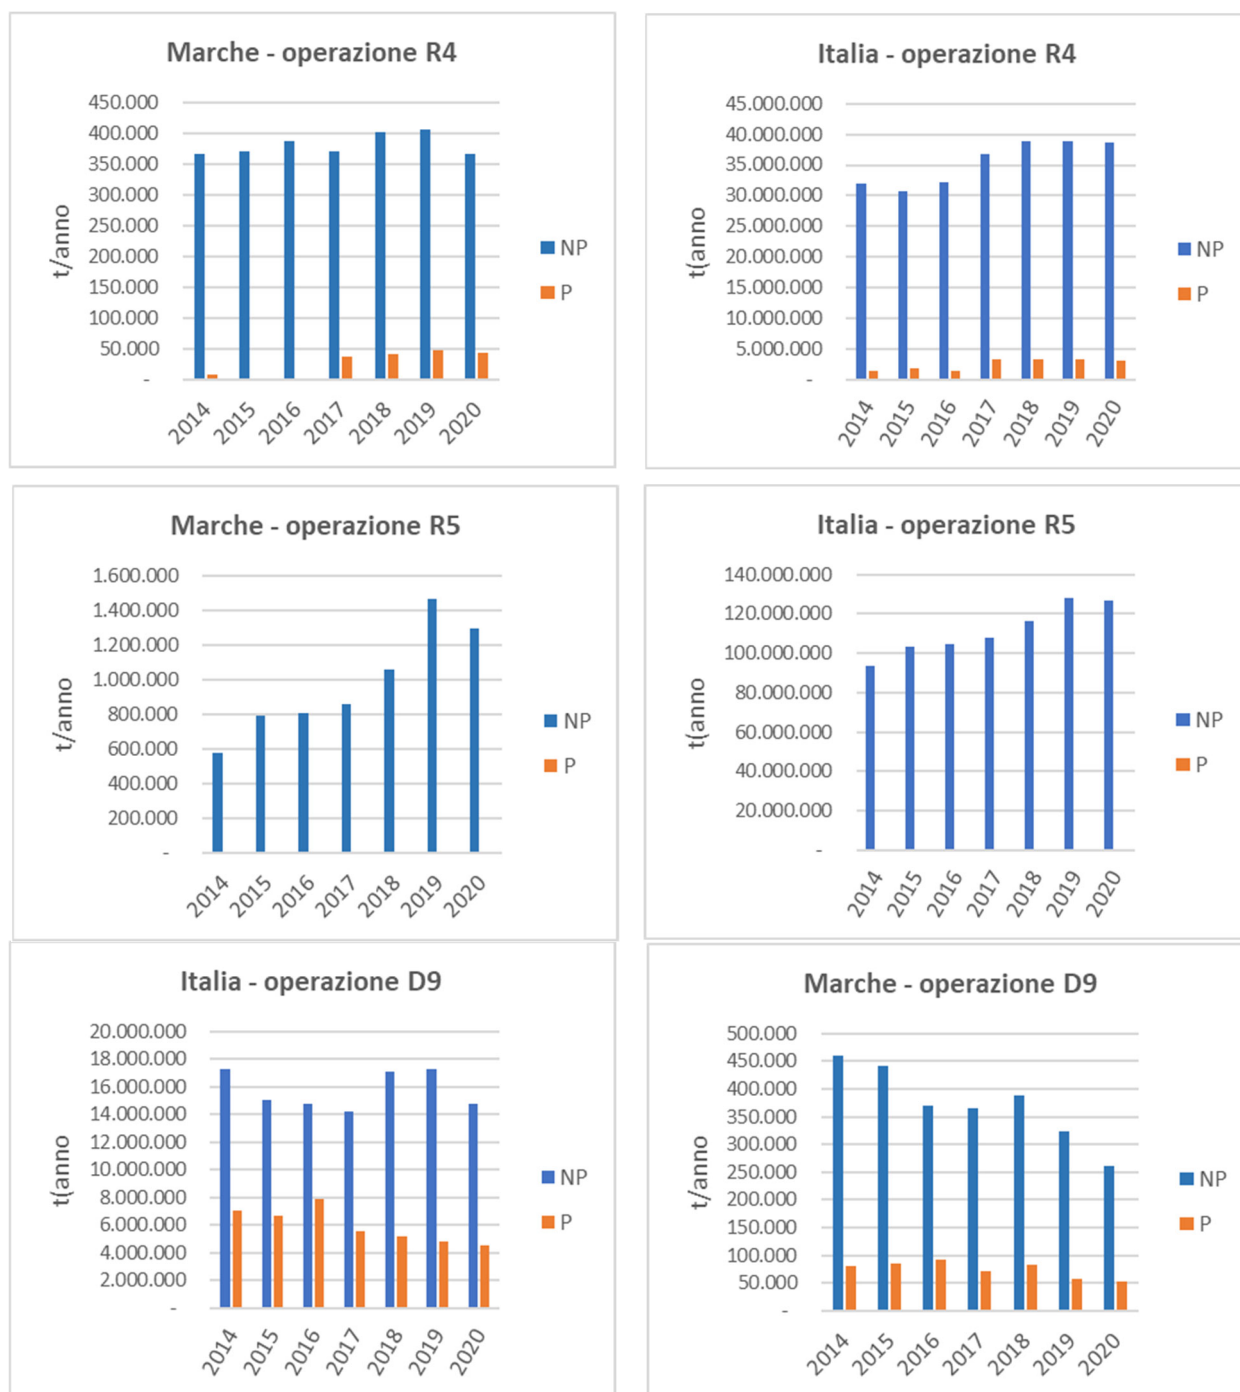 Marche - operazione R4
450.000
400.000
350.000
300.000
250.000
200.000
150.000
100.000
50.000
-
t/anno
2014 2015 2016 2017 2018 2019 2020
NP
P
Italia - operazione R4
45.000.000
40.000.000
35.000.000
30.000.000
25.000.000
20.000.000
15.000.000
10.000.000
5.000.000
-
t(anno
2014 2015 2016 2017 2018 2019 2020
NP
P
Marche - operazione R5
1.600.000
1.400.000
1.200.000
1.000.000
800.000
600.000
400.000
200.000
-
t/anno
2014 2015 2016 2017 2018 2019 2020
NP
P
Italia - operazione R5
140.000.000
120.000.000
100.000.000
80.000.000
60.000.000
40.000.000
20.000.000
-
t(anno
2014 2015 2016 2017 2018 2019 2020
NP
P
Italia - operazione D9
20.000.000
18.000.000
16.000.000
14.000.000
12.000.000
10.000.000
8.000.000
6.000.000
4.000.000
2.000.000
-
t(anno
2014 2015 2016 2017 2018 2019 2020
NP
P
Marche - operazione D9
500.000
450.000
400.000
350.000
300.000
250.000
200.000
150.000
100.000
50.000
-
t/anno
2014 2015 2016 2017 2018 2019 2020
NP
P